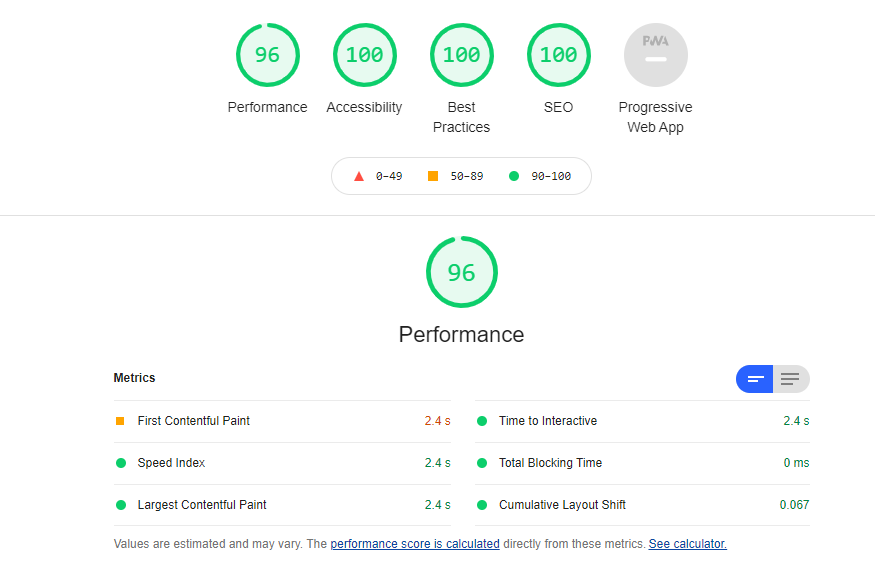 96 100 100 100 PWA
Performance Accessibility Best Practices SEO Progressive Web App
0–49 50–89 90–100
96
Performance
Metrics
First Contentful Paint 2.4 s
Time to Interactive 2.4 s
Speed Index 2.4 s
Total Blocking Time 0 ms
Largest Contentful Paint 2.4 s
Cumulative Layout Shift 0.067
Values are estimated and may vary. The performance score is calculated directly from these metrics. See calculator.